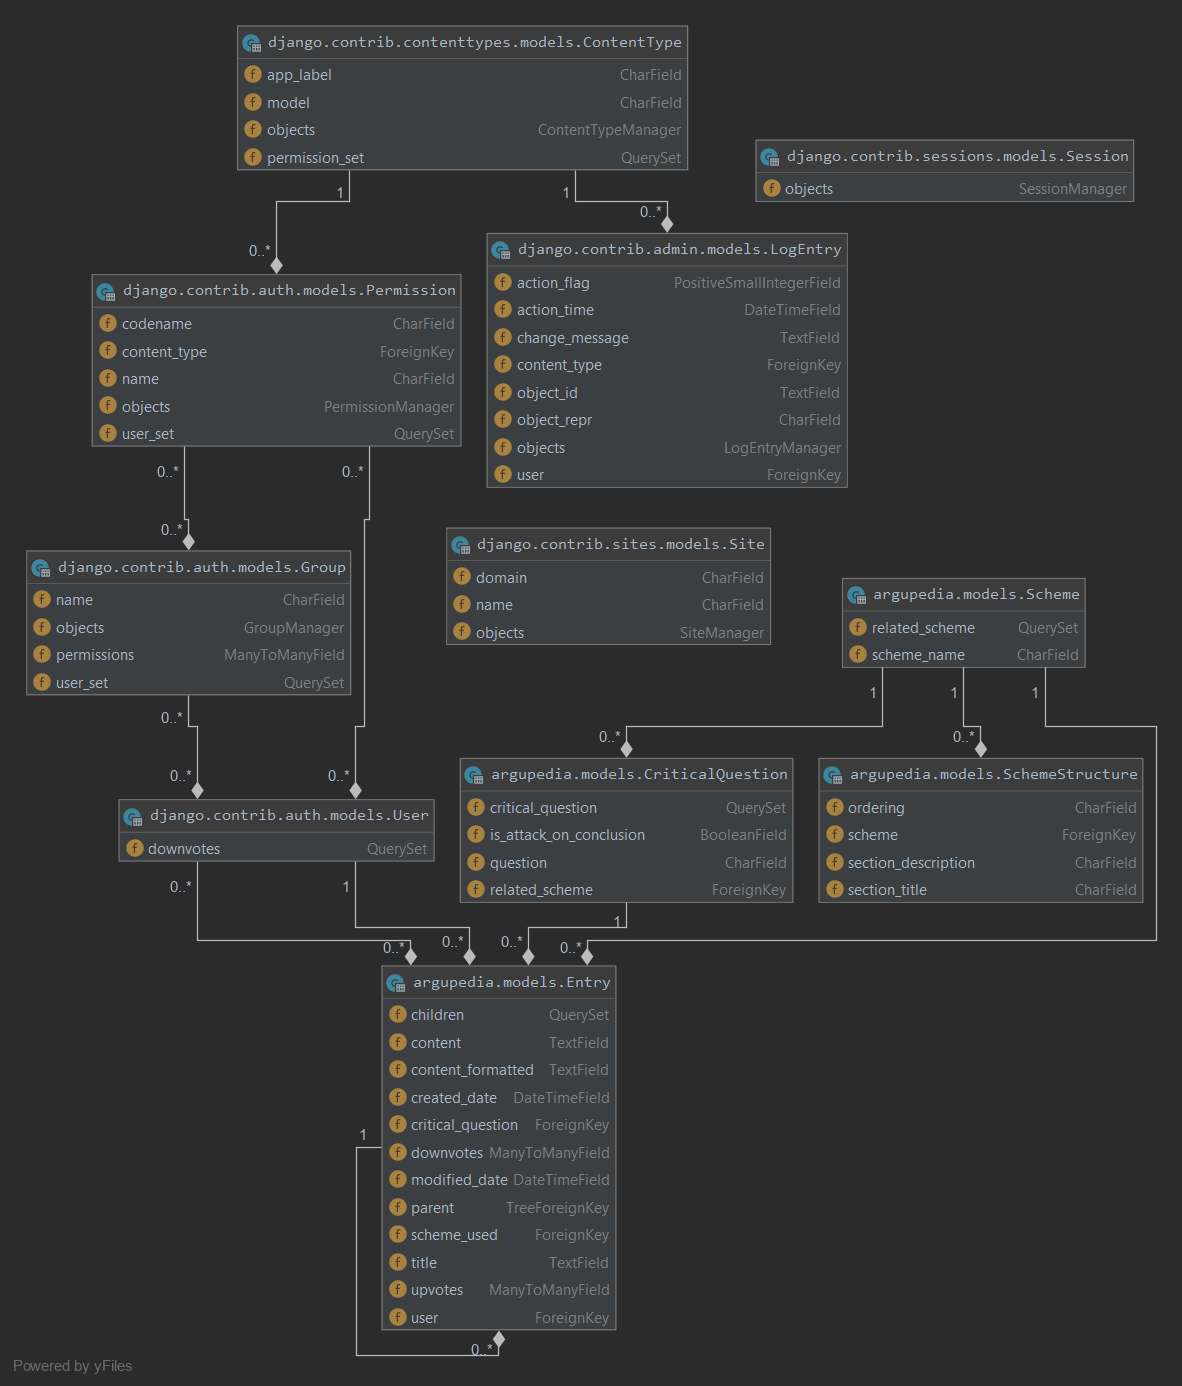 django.contrib.contenttypes.models.ContentType
app_label CharField
model CharField
objects ContentTypeManager
permission_set QuerySet
django.contrib.sessions.models.Session
objects SessionManager
1
1
0..*
0..*
django.contrib.admin.models.LogEntry
action_flag PositiveSmallIntegerField
action_time DateTimeField
change_message TextField
content_type ForeignKey
object_id TextField
object_repr CharField
objects LogEntryManager
user ForeignKey
django.contrib.auth.models.Permission
codename CharField
content_type ForeignKey
name CharField
objects PermissionManager
user_set QuerySet
0..*
0..*
0..*
django.contrib.auth.models.Group
name CharField
objects GroupManager
permissions ManyToManyField
user_set QuerySet
django.contrib.sites.models.Site
domain CharField
name CharField
objects SiteManager
argupedia.models.Scheme
related_scheme QuerySet
scheme_name CharField
1
1
1
0..*
0..*
0..*
0..*
0..*
django.contrib.auth.models.User
downvotes QuerySet
argupedia.models.CriticalQuestion
critical_question QuerySet
is_attack_on_conclusion BooleanField
question CharField
related_scheme ForeignKey
argupedia.models.SchemeStructure
ordering CharField
scheme ForeignKey
section_description CharField
section_title CharField
0..*
1
1
0..*
0..*
0..*
0..*
argupedia.models.Entry
children QuerySet
content TextField
content_formatted TextField
created_date DateTimeField
critical_question ForeignKey
downvotes ManyToManyField
modified_date DateTimeField
parent TreeForeignKey
scheme_used ForeignKey
title TextField
upvotes ManyToManyField
user ForeignKey
1
0..*
Powered by yFiles